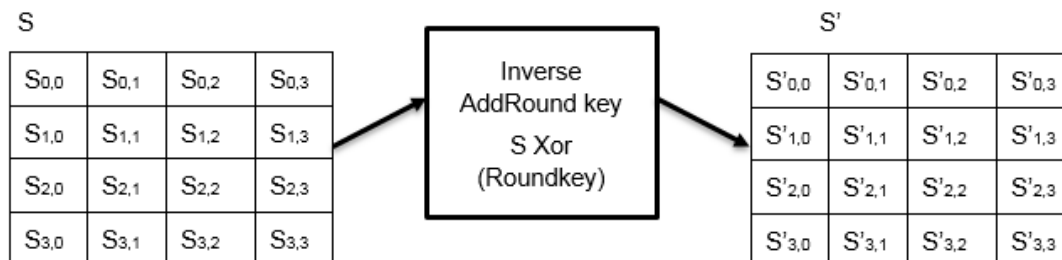 S
S'
S0,0 S0,1 S0,2 S0,3
S1,0 S1,1 S1,2 S1,3
S2,0 S2,1 S2,2 S2,3
S3,0 S3,1 S3,2 S3,3
Inverse
AddRound key
S Xor
(Roundkey)
S'0,0 S'0,1 S'0,2 S'0,3
S'1,0 S'1,1 S'1,2 S'1,3
S'2,0 S'2,1 S'2,2 S'2,3
S'3,0 S'3,1 S'3,2 S'3,3